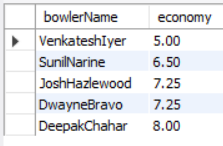 bowlerName economy
VenkateshIyer 5.00
SunilNarine 6.50
JoshHazlewood 7.25
DwayneBravo 7.25
DeepakChahar 8.00